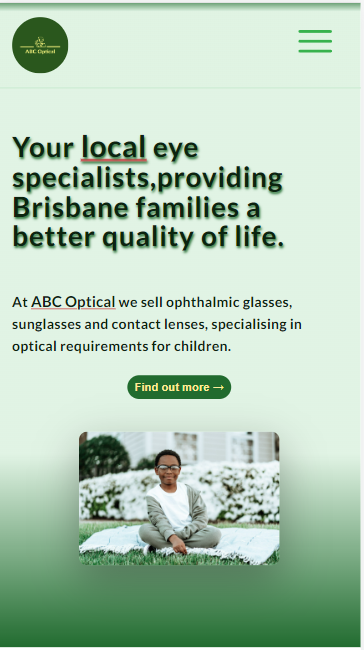 ABC Optical
Your local eye
specialists,providing
Brisbane families a
better quality of life.
At ABC Optical we sell ophthalmic glasses,
sunglasses and contact lenses, specialising in
optical requirements for children.
Find out more →